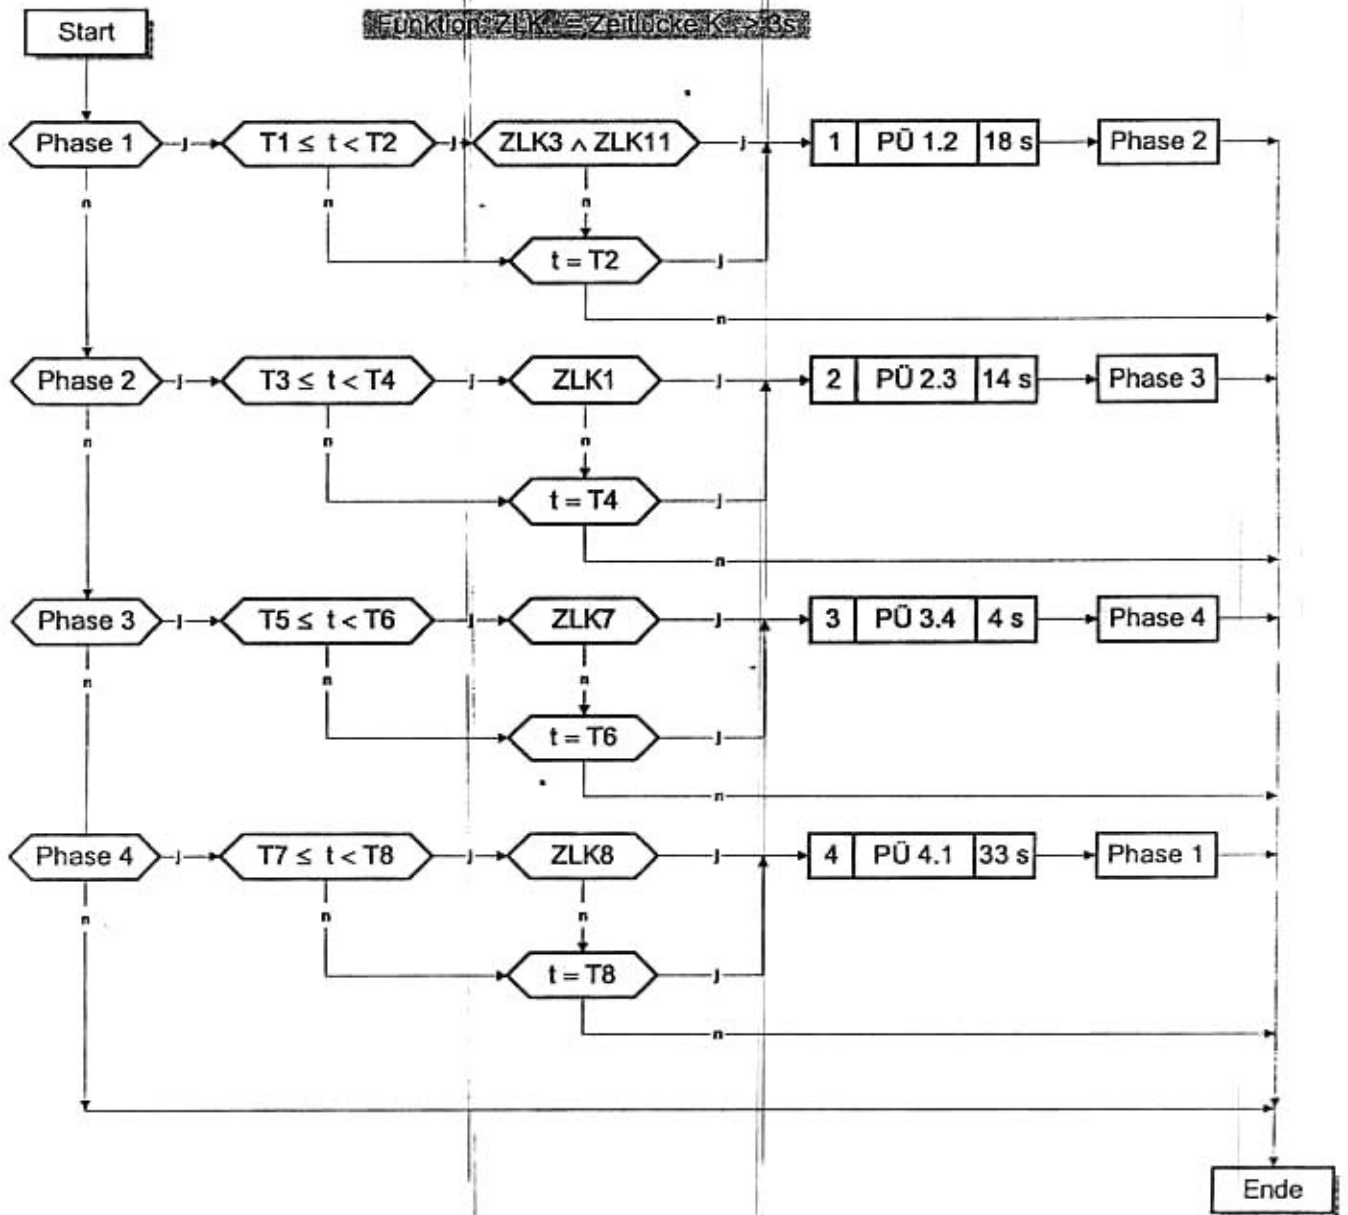 Funktion: ZLK = Zeitlücke K > 3s
Start
Phase 1 j T1 ≤ t < T2 j ZLK3 ∧ ZLK11 j 1 PÜ 1.2 18 s Phase 2
n n n
t = T2 j
n
Phase 2 j T3 ≤ t < T4 j ZLK1 j 2 PÜ 2.3 14 s Phase 3
n n n
t = T4 j
n
Phase 3 j T5 ≤ t < T6 j ZLK7 j 3 PÜ 3.4 4 s Phase 4
n n n
t = T6 j
n
Phase 4 j T7 ≤ t < T8 j ZLK8 j 4 PÜ 4.1 33 s Phase 1
n n n
t = T8 j
n
Ende